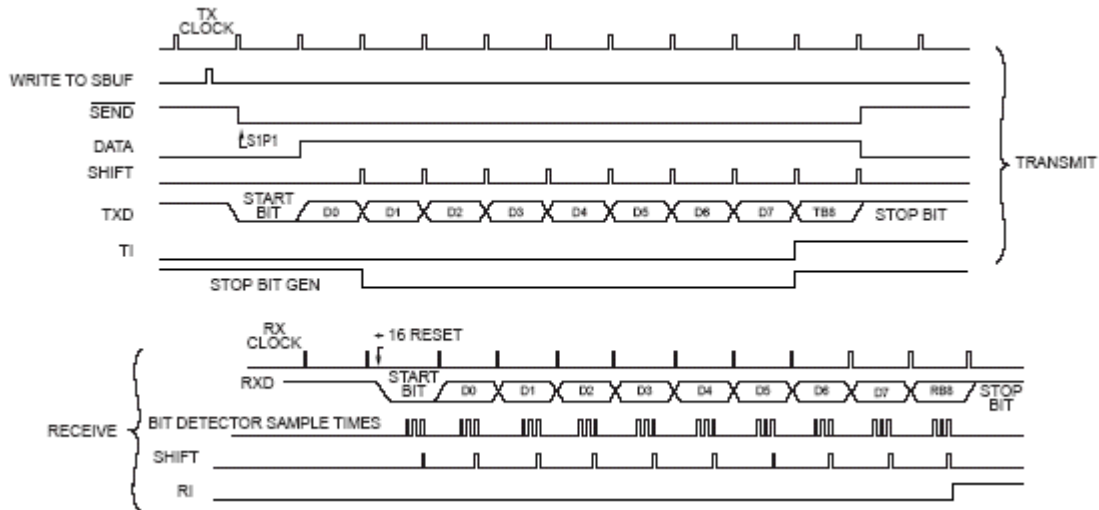 TX
CLOCK
WRITE TO SBUF
SEND
S1P1
DATA
SHIFT
START
BIT
TXD
D0 D1 D2 D3 D4 D5 D6 D7 TB8 STOP BIT
TI
STOP BIT GEN
TRANSMIT
RX
CLOCK
÷ 16 RESET
RXD
START
BIT
D0 D1 D2 D3 D4 D5 D6 D7 RB8 STOP
BIT
BIT DETECTOR SAMPLE TIMES
RECEIVE
SHIFT
RI